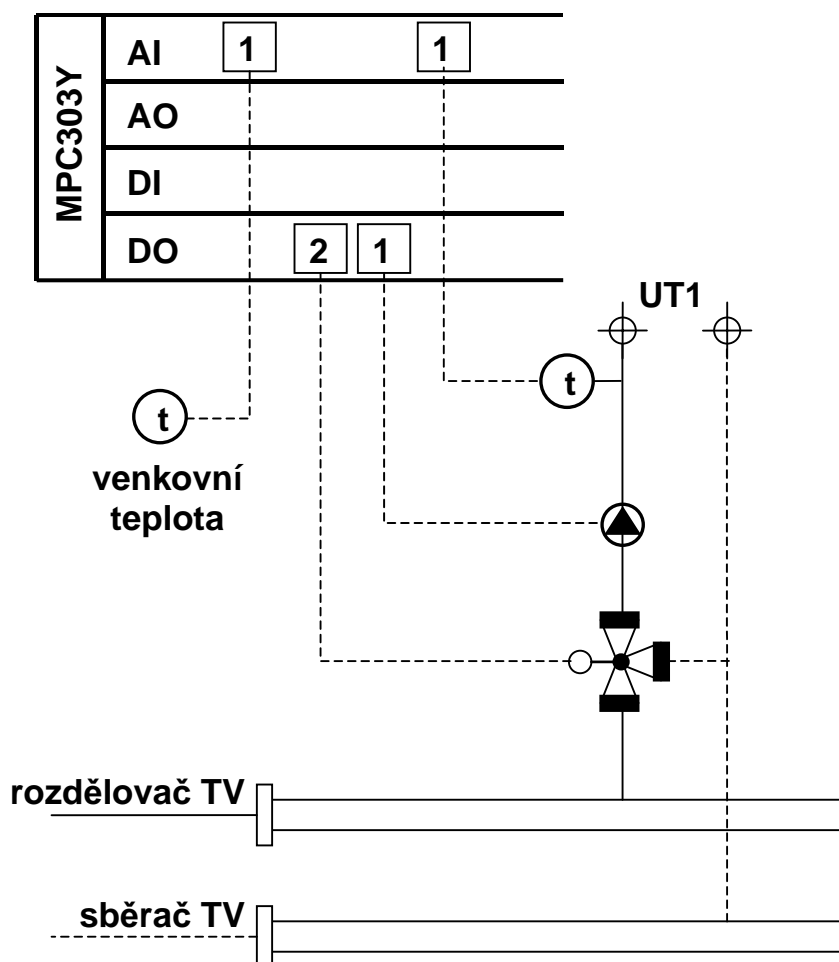 MPC303Y
AI 1 1
AO
DI
DO 2 1
UT1
t
t
venkovní
teplota
rozdělovač TV
sběrač TV